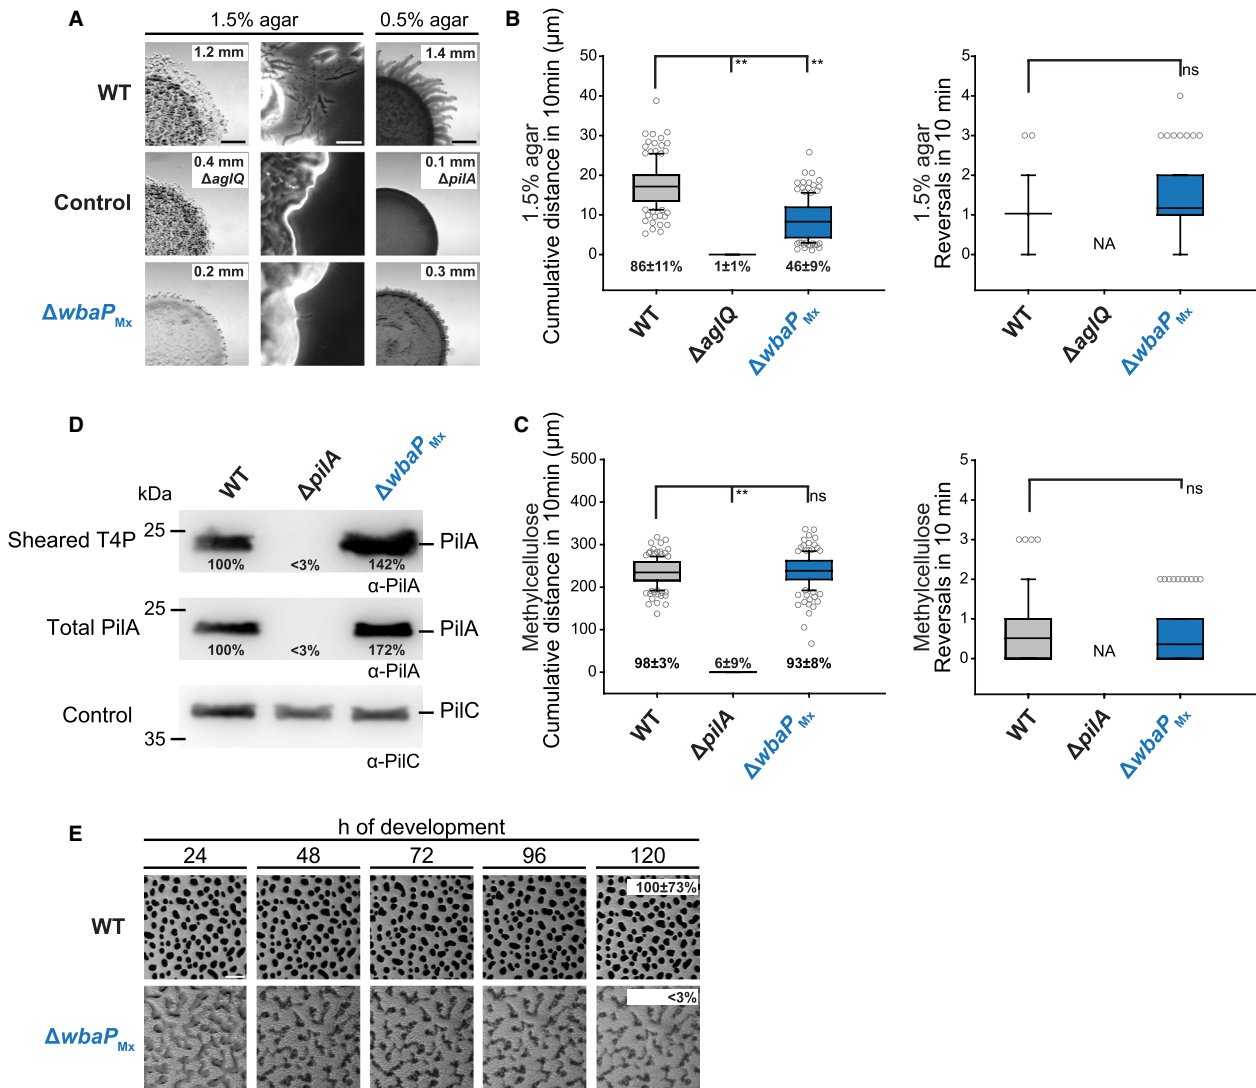 A
1.5% agar
0.5% agar
WT
1.2 mm
1.4 mm
Control
0.4 mm
ΔaglQ
0.1 mm
ΔpilA
ΔwbaP Mx
0.2 mm
0.3 mm
B
1.5% agar
Cumulative distance in 10min (µm)
50
40
30
20
10
0
**
**
86±11%
1±1%
46±9%
WT
ΔaglQ
ΔwbaP Mx
1.5% agar
Reversals in 10 min
5
4
3
2
1
0
ns
NA
WT
ΔaglQ
ΔwbaP Mx
D
WT
ΔpilA
ΔwbaP Mx
kDa
Sheared T4P
25
PilA
100%
<3%
142%
α-PilA
25
Total PilA
PilA
100%
<3%
172%
α-PilA
Control
PilC
35
α-PilC
C
Methylcellulose
Cumulative distance in 10min (µm)
500
400
300
200
100
0
**
ns
98±3%
6±9%
93±8%
WT
ΔpilA
ΔwbaP Mx
Methylcellulose
Reversals in 10 min
5
4
3
2
1
0
ns
NA
WT
ΔpilA
ΔwbaP Mx
E
h of development
24
48
72
96
120
WT
100±73%
ΔwbaP Mx
<3%